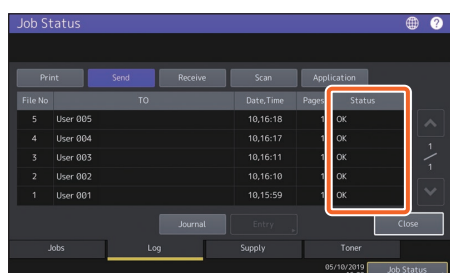 Job Status ?
Print Send Receive Scan Application
File No TO Date,Time Pages Status
5 User 005 10,16:18 1 OK
4 User 004 10,16:17 1 OK
3 User 003 10,16:11 1 OK
2 User 002 10,16:10 1 OK
1 User 001 10,15:59 1 OK
1
/
1
Journal Entry Close
Jobs Log Supply Toner
05/10/2019 Job Status